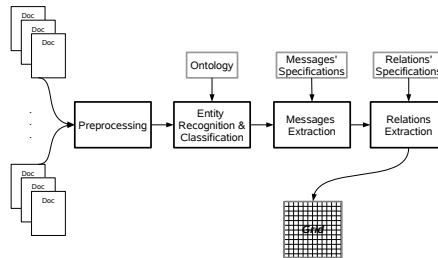 Doc
Doc
Doc
.
.
.
Doc
Doc
Doc
Preprocessing
Ontology
Entity
Recognition &
Classification
Messages'
Specifications
Messages
Extraction
Relations'
Specifications
Relations
Extraction
Grid